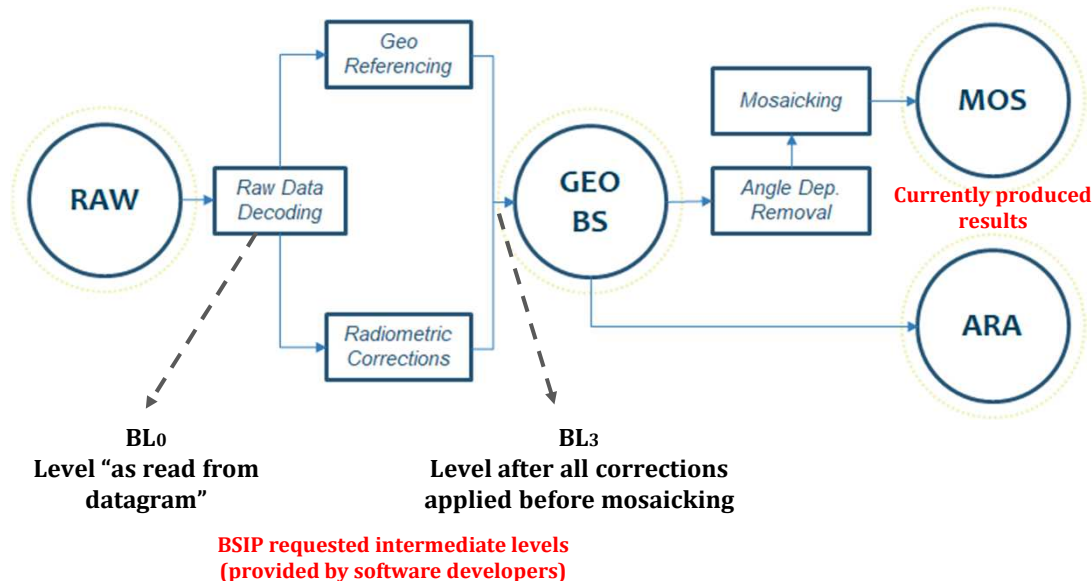 Geo
Referencing
Mosaicking
MOS
RAW
Raw Data
Decoding
GEO
BS
Angle Dep.
Removal
Currently produced
results
Radiometric
Corrections
ARA
BL0
Level “as read from
datagram”
BL3
Level after all corrections
applied before mosaicking
BSIP requested intermediate levels
(provided by software developers)